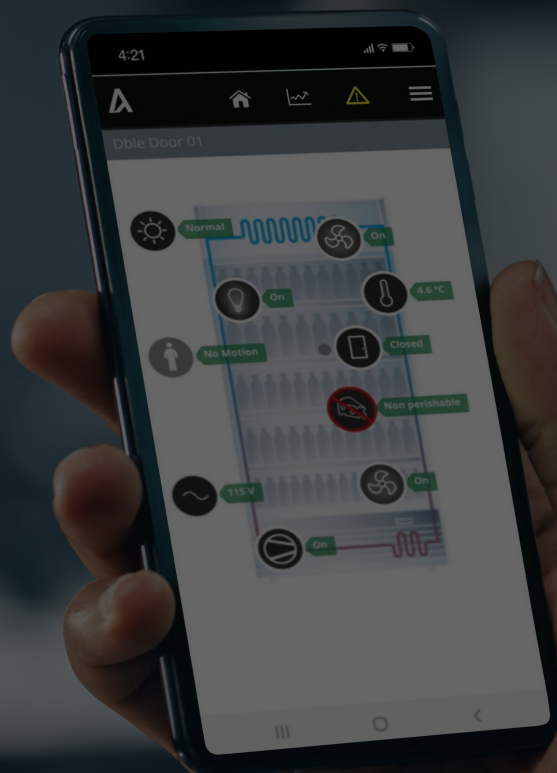 4:21
Dble Door 01
Normal
On
On
4.6 °C
Closed
No Motion
Non perishable
On
115 V
On